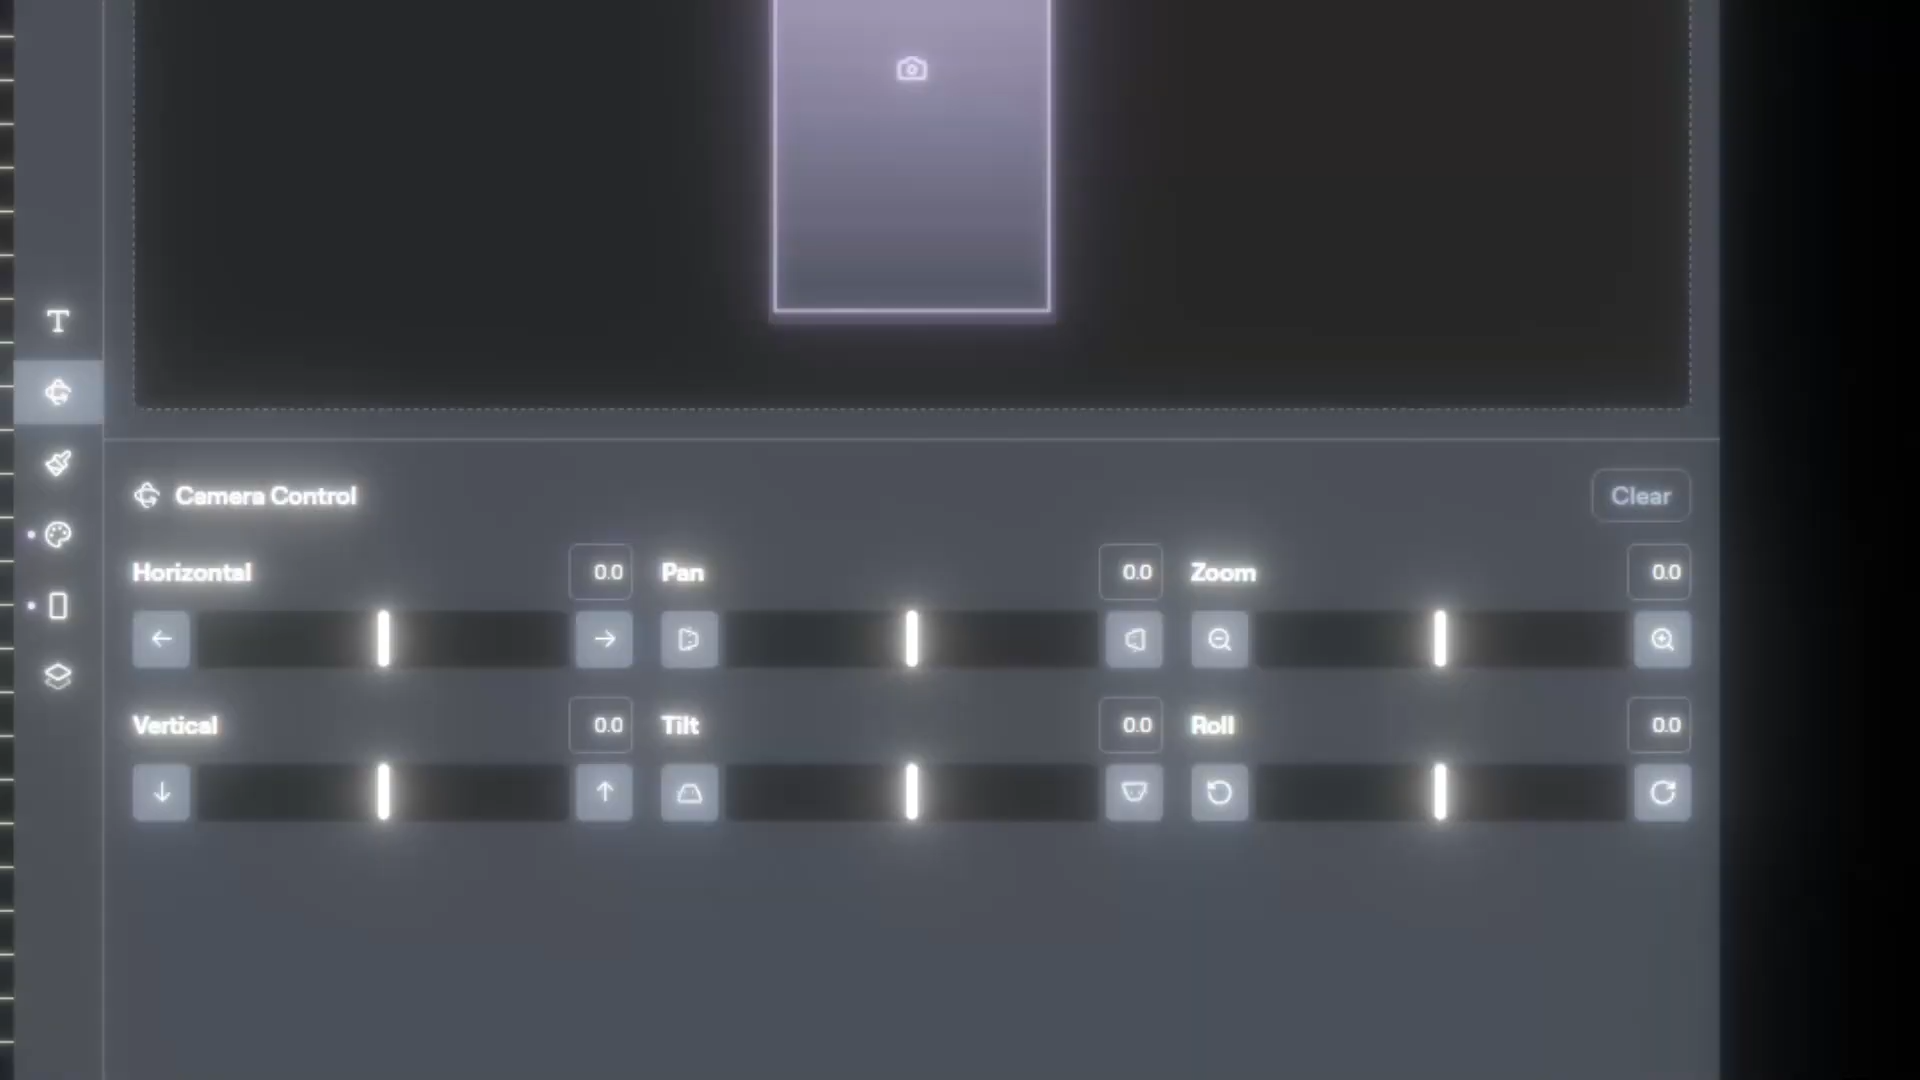 T
Camera Control
Clear
Horizontal 0.0 Pan 0.0 Zoom 0.0
Vertical 0.0 Tilt 0.0 Roll 0.0